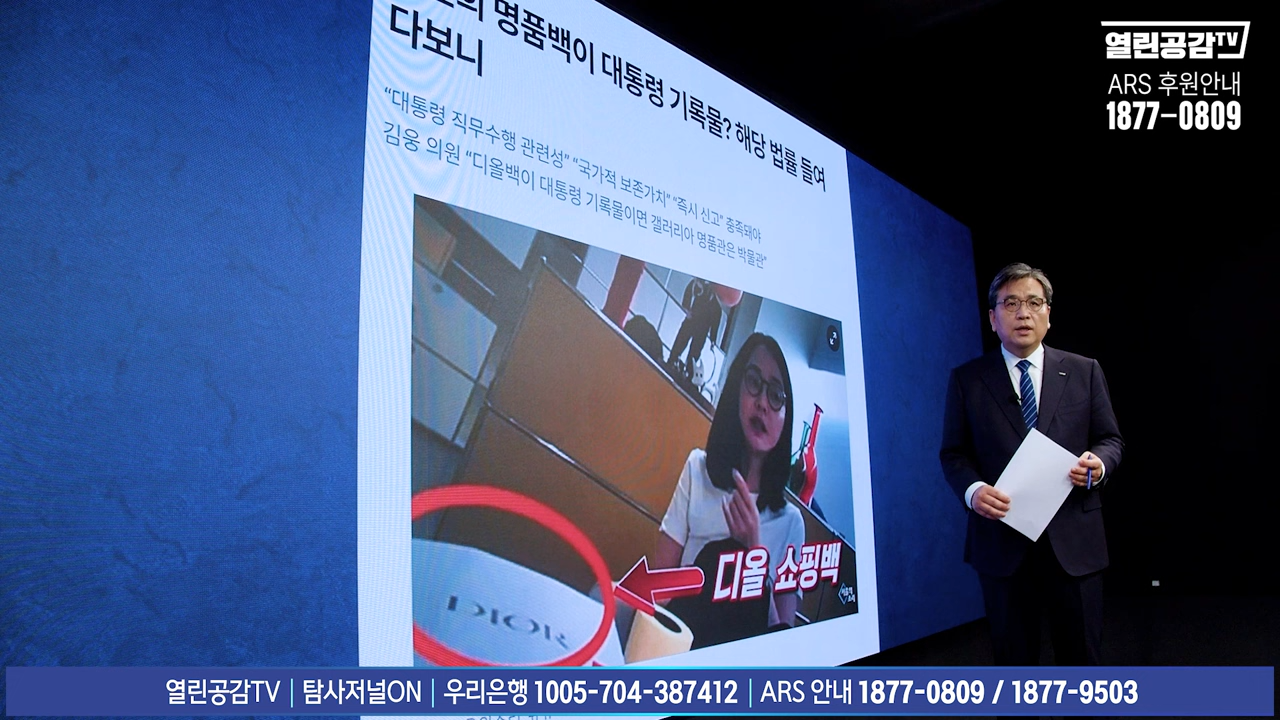 명품백이 대통령 기록물? 해당 법률 들여
다보니
“대통령 직무수행 관련성” “국가적 보존가치” “즉시 신고” 충족돼야
김웅 의원 “디올백이 대통령 기록물이면 갤러리아 명품관은 박물관”
디올 쇼핑백
DIOR
열린공감TV
ARS 후원안내
1877-0809
열린공감TV | 탐사저널ON | 우리은행 1005-704-387412 | ARS 안내 1877-0809 / 1877-9503